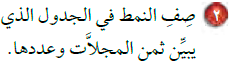 ٢ صِفِ النمط في الجدول الذي
يبيِّن ثمن المجلاَّت وعددها.